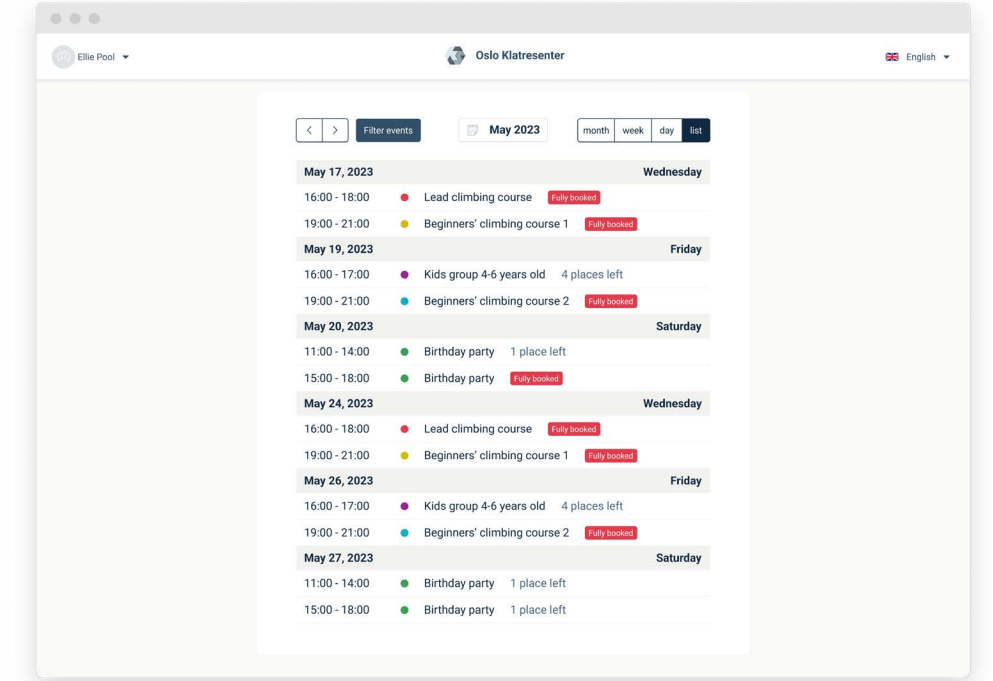 Ellie Pool
Oslo Klatresenter
English
Filter events
May 2023
month week day list
May 17, 2023 Wednesday
16:00 - 18:00 Lead climbing course Fully booked
19:00 - 21:00 Beginners' climbing course 1 Fully booked
May 19, 2023 Friday
16:00 - 17:00 Kids group 4-6 years old 4 places left
19:00 - 21:00 Beginners' climbing course 2 Fully booked
May 20, 2023 Saturday
11:00 - 14:00 Birthday party 1 place left
15:00 - 18:00 Birthday party Fully booked
May 24, 2023 Wednesday
16:00 - 18:00 Lead climbing course Fully booked
19:00 - 21:00 Beginners' climbing course 1 Fully booked
May 26, 2023 Friday
16:00 - 17:00 Kids group 4-6 years old 4 places left
19:00 - 21:00 Beginners' climbing course 2 Fully booked
May 27, 2023 Saturday
11:00 - 14:00 Birthday party 1 place left
15:00 - 18:00 Birthday party 1 place left